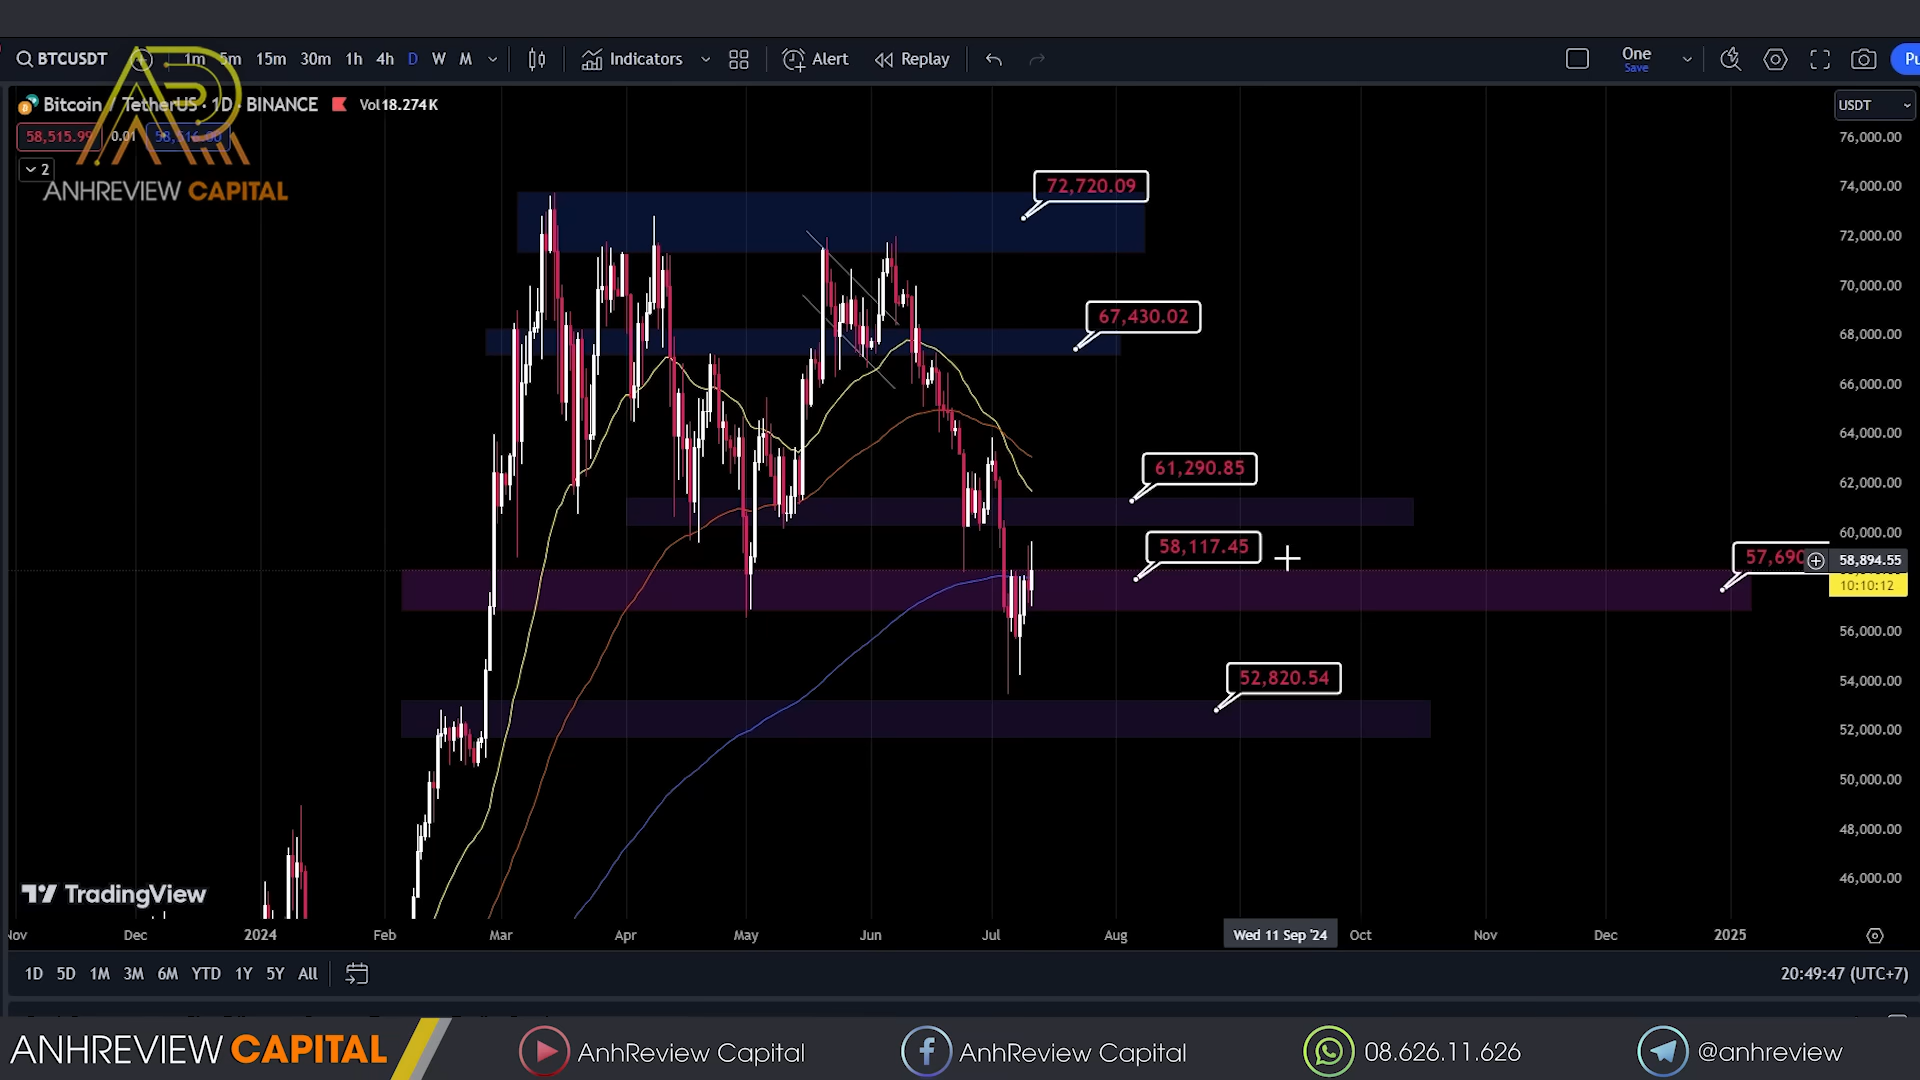 BTCUSDT 1m 5m 15m 30m 1h 4h D W M Indicators Alert Replay One Save Pu
Bitcoin / TetherUS · 1D · BINANCE Vol18.274K
58,515.99 0.01 58,516.00
2
ANHREVIEW CAPITAL
USDT
76,000.00
74,000.00
72,000.00
70,000.00
68,000.00
66,000.00
64,000.00
62,000.00
60,000.00
58,894.55
10:10:12
56,000.00
54,000.00
52,000.00
50,000.00
48,000.00
46,000.00
72,720.09
67,430.02
61,290.85
58,117.45
57,690
52,820.54
TradingView
Nov Dec 2024 Feb Mar Apr May Jun Jul Aug Wed 11 Sep '24 Oct Nov Dec 2025
1D 5D 1M 3M 6M YTD 1Y 5Y All 20:49:47 (UTC+7)
ANHREVIEW CAPITAL AnhReview Capital AnhReview Capital 08.626.11.626 @anhreview